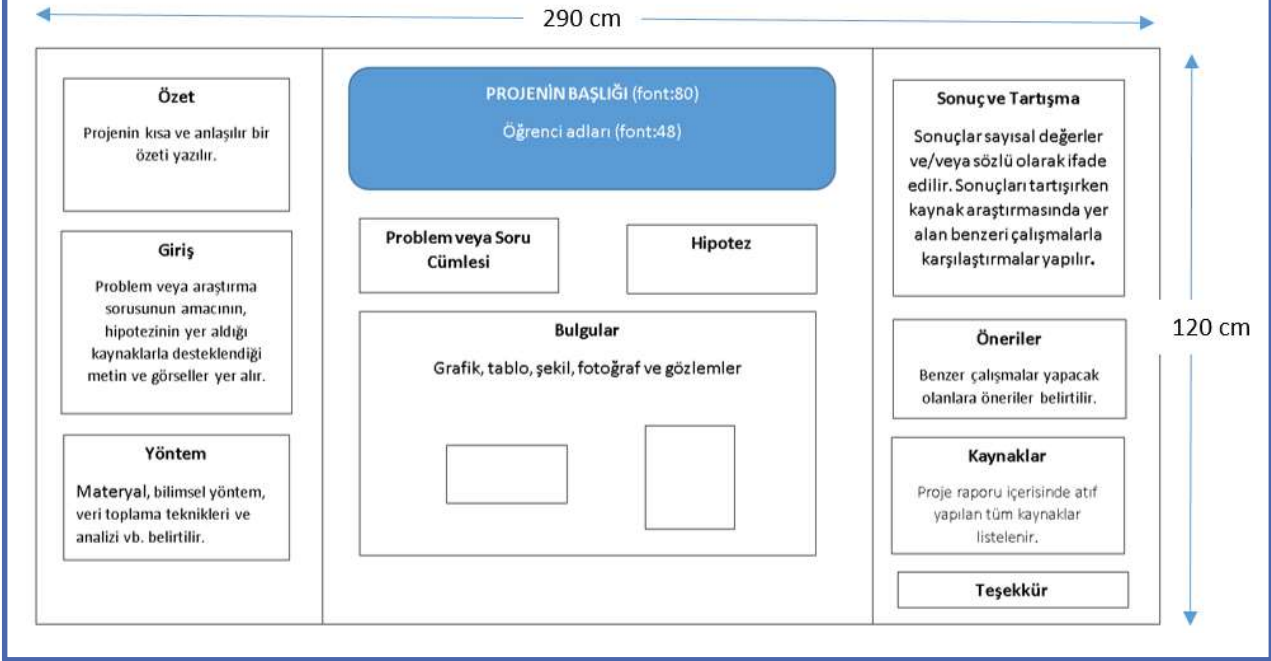 290 cm
Özet
Projenin kısa ve anlaşılır bir
özeti yazılır.
Giriş
Problem veya araştırma
sorusunun amacının,
hipotezinin yer aldığı
kaynaklarla desteklendiği
metin ve görseller yer alır.
Yöntem
Materyal, bilimsel yöntem,
veri toplama teknikleri ve
analizi vb. belirtilir.
PROJENİN BAŞLIĞI (font:80)
Öğrenci adları (font:48)
Problem veya Soru
Cümlesi
Hipotez
Bulgular
Grafik, tablo, şekil, fotoğraf ve gözlemler
Sonuç ve Tartışma
Sonuçlar sayısal değerler
ve/veya sözlü olarak ifade
edilir. Sonuçları tartışırken
kaynak araştırmasında yer
alan benzeri çalışmalarla
karşılaştırmalar yapılır.
Öneriler
Benzer çalışmalar yapacak
olanlara öneriler belirtilir.
Kaynaklar
Proje raporu içerisinde atıf
yapılan tüm kaynaklar
listelenir.
Teşekkür
120 cm